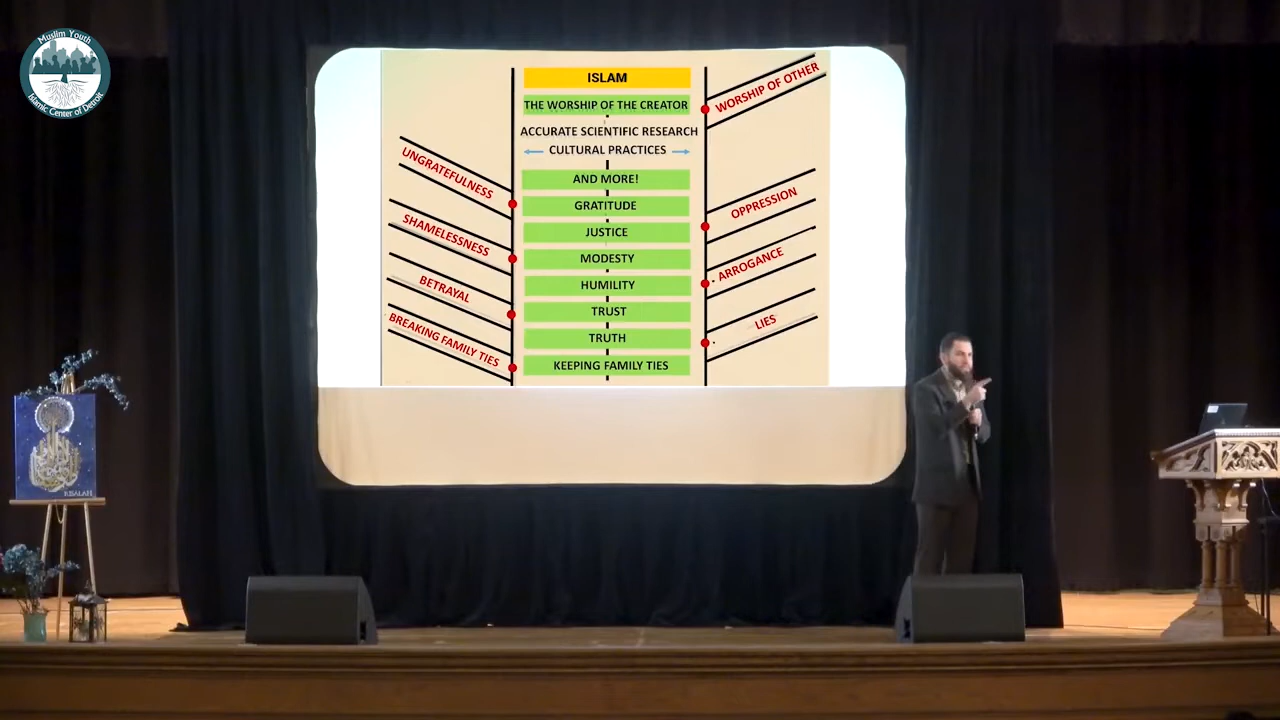 Muslim Youth
Islamic Center of Detroit
ISLAM
THE WORSHIP OF THE CREATOR
WORSHIP OF OTHER
ACCURATE SCIENTIFIC RESEARCH
CULTURAL PRACTICES
UNGRATEFULNESS
AND MORE!
GRATITUDE
OPPRESSION
SHAMELESSNESS
JUSTICE
MODESTY
ARROGANCE
BETRAYAL
HUMILITY
TRUST
BREAKING FAMILY TIES
TRUTH
LIES
KEEPING FAMILY TIES
RISALAH